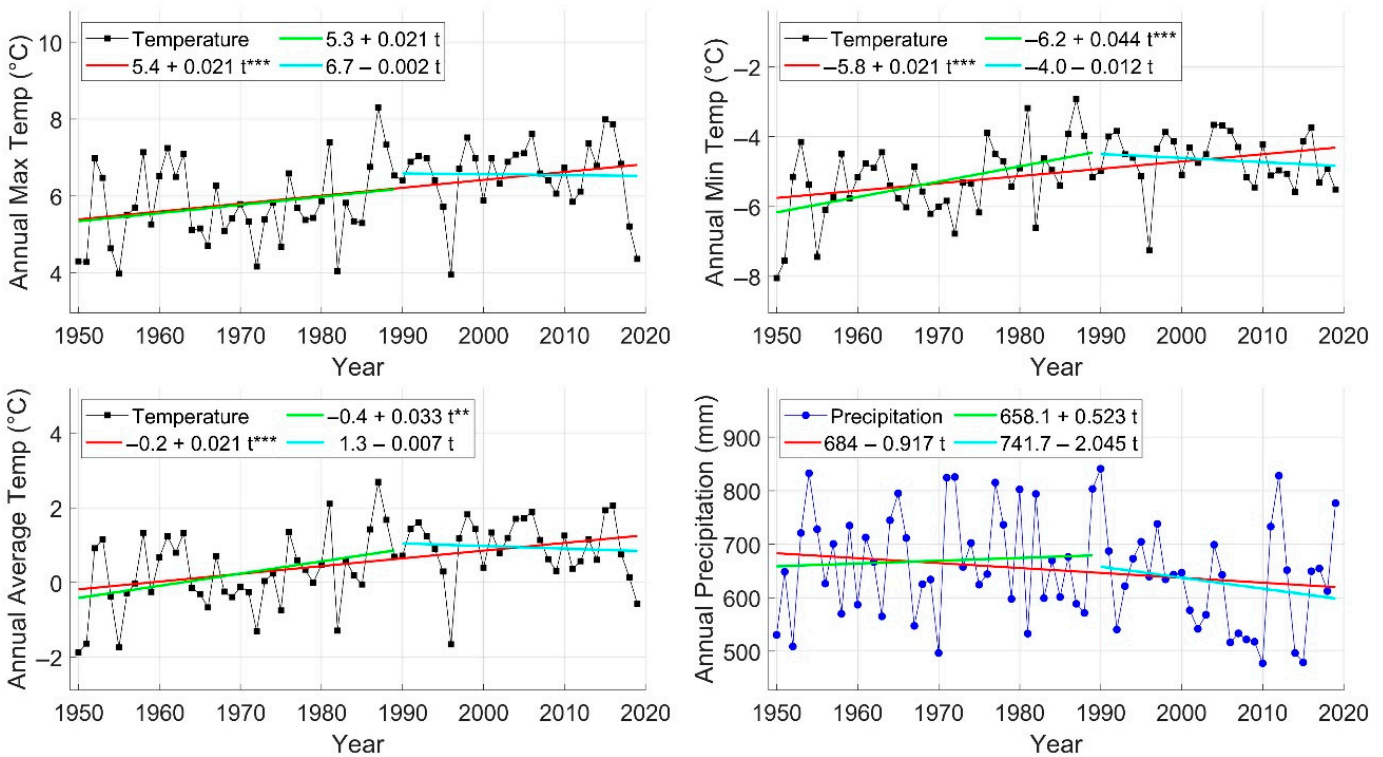 Temperature
5.3 + 0.021 t
5.4 + 0.021 t***
6.7 – 0.002 t
Annual Max Temp (°C)
10
8
6
4
1950 1960 1970 1980 1990 2000 2010 2020
Year
Temperature
–6.2 + 0.044 t***
–5.8 + 0.021 t***
–4.0 – 0.012 t
Annual Min Temp (°C)
–2
–4
–6
–8
1950 1960 1970 1980 1990 2000 2010 2020
Year
Temperature
–0.4 + 0.033 t**
–0.2 + 0.021 t***
1.3 – 0.007 t
Annual Average Temp (°C)
4
2
0
–2
1950 1960 1970 1980 1990 2000 2010 2020
Year
Precipitation
658.1 + 0.523 t
684 – 0.917 t
741.7 – 2.045 t
Annual Precipitation (mm)
900
800
700
600
500
1950 1960 1970 1980 1990 2000 2010 2020
Year